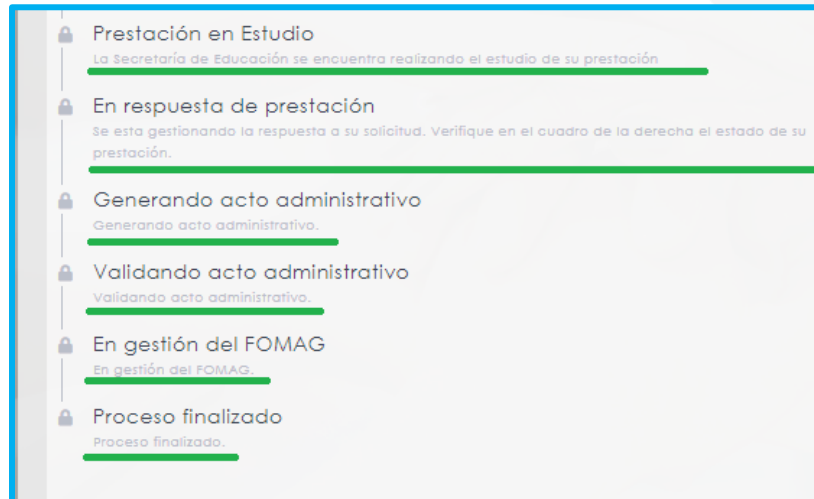 Prestación en Estudio
La Secretaría de Educación se encuentra realizando el estudio de su prestación
En respuesta de prestación
Se esta gestionando la respuesta a su solicitud. Verifique en el cuadro de la derecha el estado de su
prestación.
Generando acto administrativo
Generando acto administrativo.
Validando acto administrativo
Validando acto administrativo.
En gestión del FOMAG
En gestión del FOMAG.
Proceso finalizado
Proceso finalizado.